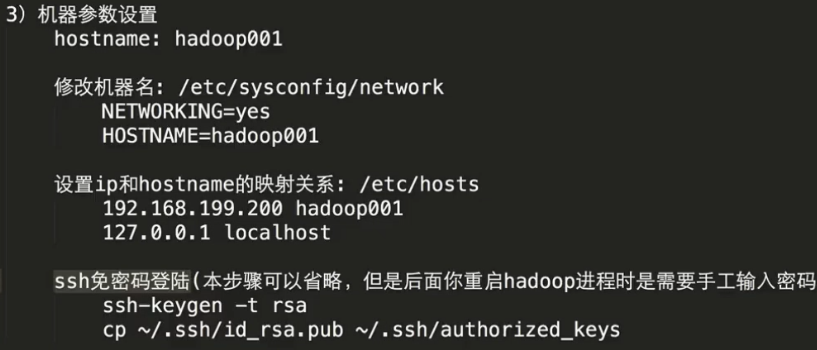 3）机器参数设置
hostname: hadoop001
修改机器名: /etc/sysconfig/network
NETWORKING=yes
HOSTNAME=hadoop001
设置ip和hostname的映射关系: /etc/hosts
192.168.199.200 hadoop001
127.0.0.1 localhost
ssh免密码登陆(本步骤可以省略，但是后面你重启hadoop进程时是需要手工输入密码
ssh-keygen -t rsa
cp ~/.ssh/id_rsa.pub ~/.ssh/authorized_keys